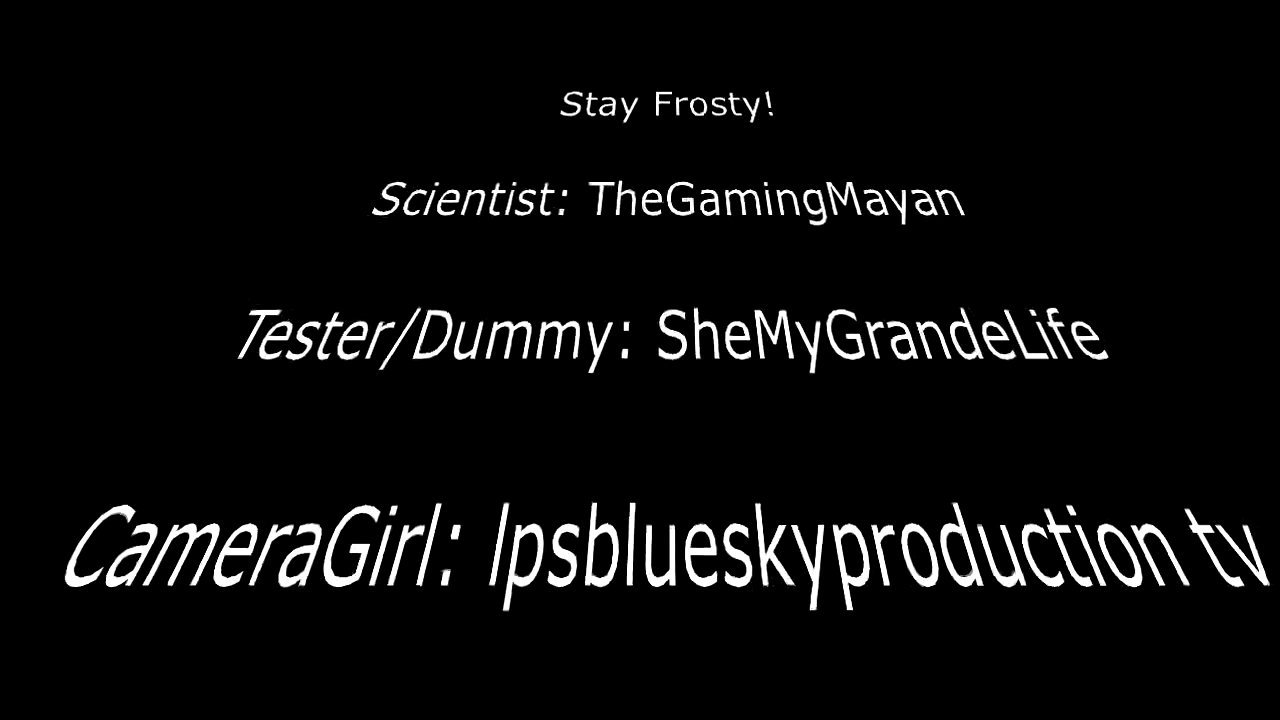 Stay Frosty!
Scientist: TheGamingMayan
Tester/Dummy: SheMyGrandeLife
CameraGirl: lpsblueskyproduction tv